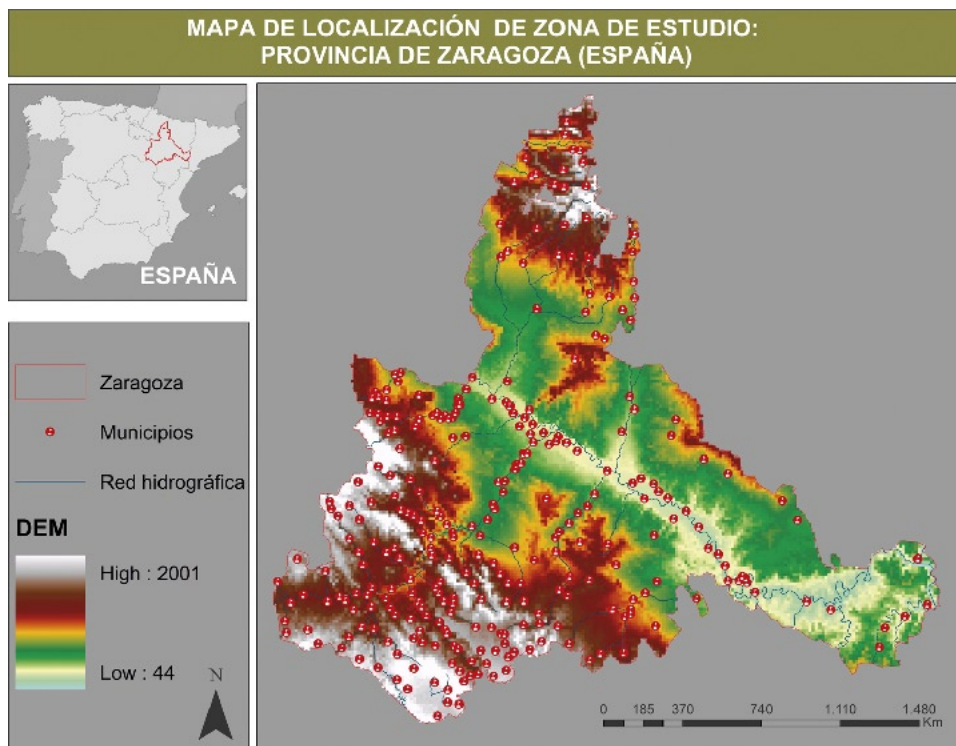 MAPA DE LOCALIZACIÓN DE ZONA DE ESTUDIO:
PROVINCIA DE ZARAGOZA (ESPAÑA)
ESPAÑA
Zaragoza
Municipios
Red hidrográfica
DEM
High : 2001
Low : 44
N
0 185 370 740 1.110 1.480
Km